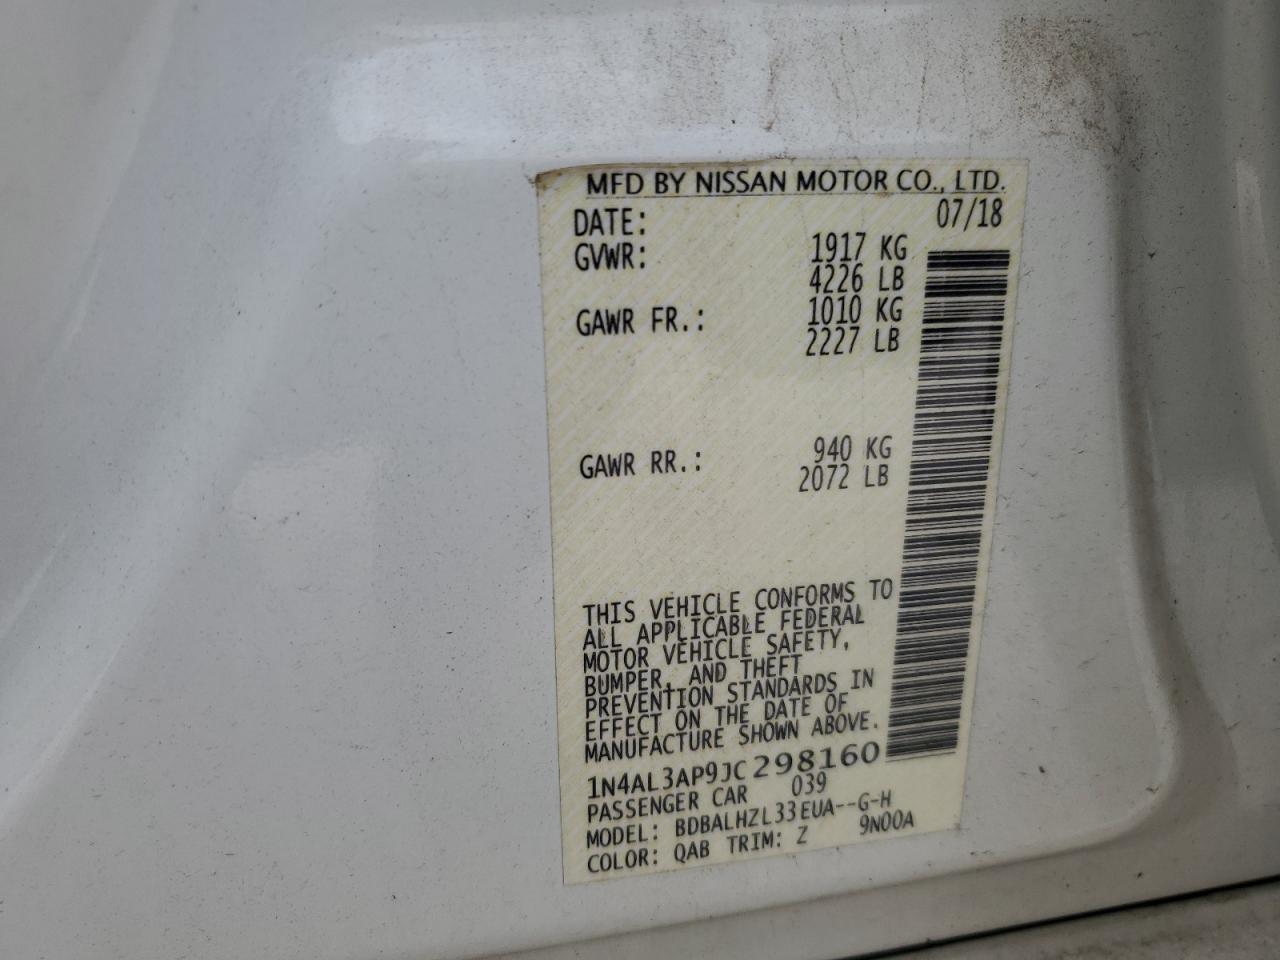 MFD BY NISSAN MOTOR CO., LTD.
DATE: 07/18
GVWR: 1917 KG
4226 LB
GAWR FR.: 1010 KG
2227 LB
GAWR RR.: 940 KG
2072 LB
THIS VEHICLE CONFORMS TO
ALL APPLICABLE FEDERAL
MOTOR VEHICLE SAFETY,
BUMPER, AND THEFT
PREVENTION STANDARDS IN
EFFECT ON THE DATE OF
MANUFACTURE SHOWN ABOVE.
1N4AL3AP9JC298160
PASSENGER CAR 039
MODEL: BDBALHZL33EUA--G-H
COLOR: QAB TRIM: Z 9N00A